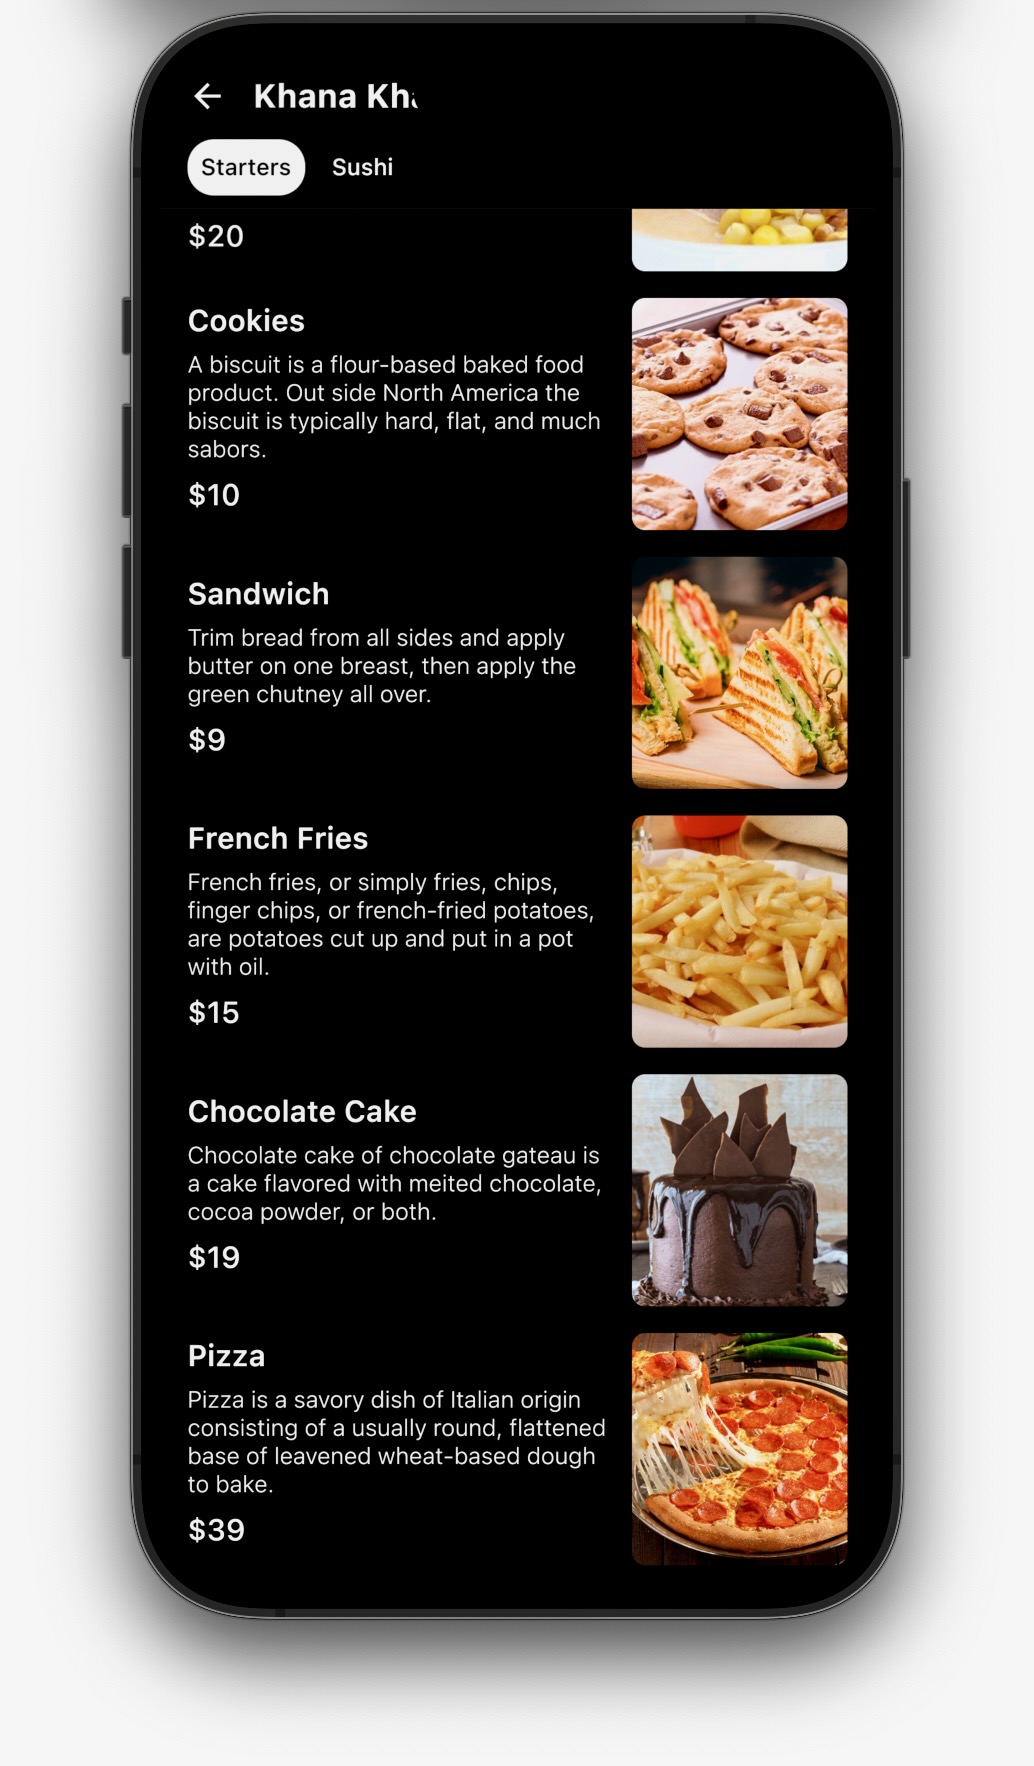 Khana Kha
Starters
Sushi
$20
Cookies
A biscuit is a flour-based baked food
product. Out side North America the
biscuit is typically hard, flat, and much
sabors.
$10
Sandwich
Trim bread from all sides and apply
butter on one breast, then apply the
green chutney all over.
$9
French Fries
French fries, or simply fries, chips,
finger chips, or french-fried potatoes,
are potatoes cut up and put in a pot
with oil.
$15
Chocolate Cake
Chocolate cake of chocolate gateau is
a cake flavored with meited chocolate,
cocoa powder, or both.
$19
Pizza
Pizza is a savory dish of Italian origin
consisting of a usually round, flattened
base of leavened wheat-based dough
to bake.
$39